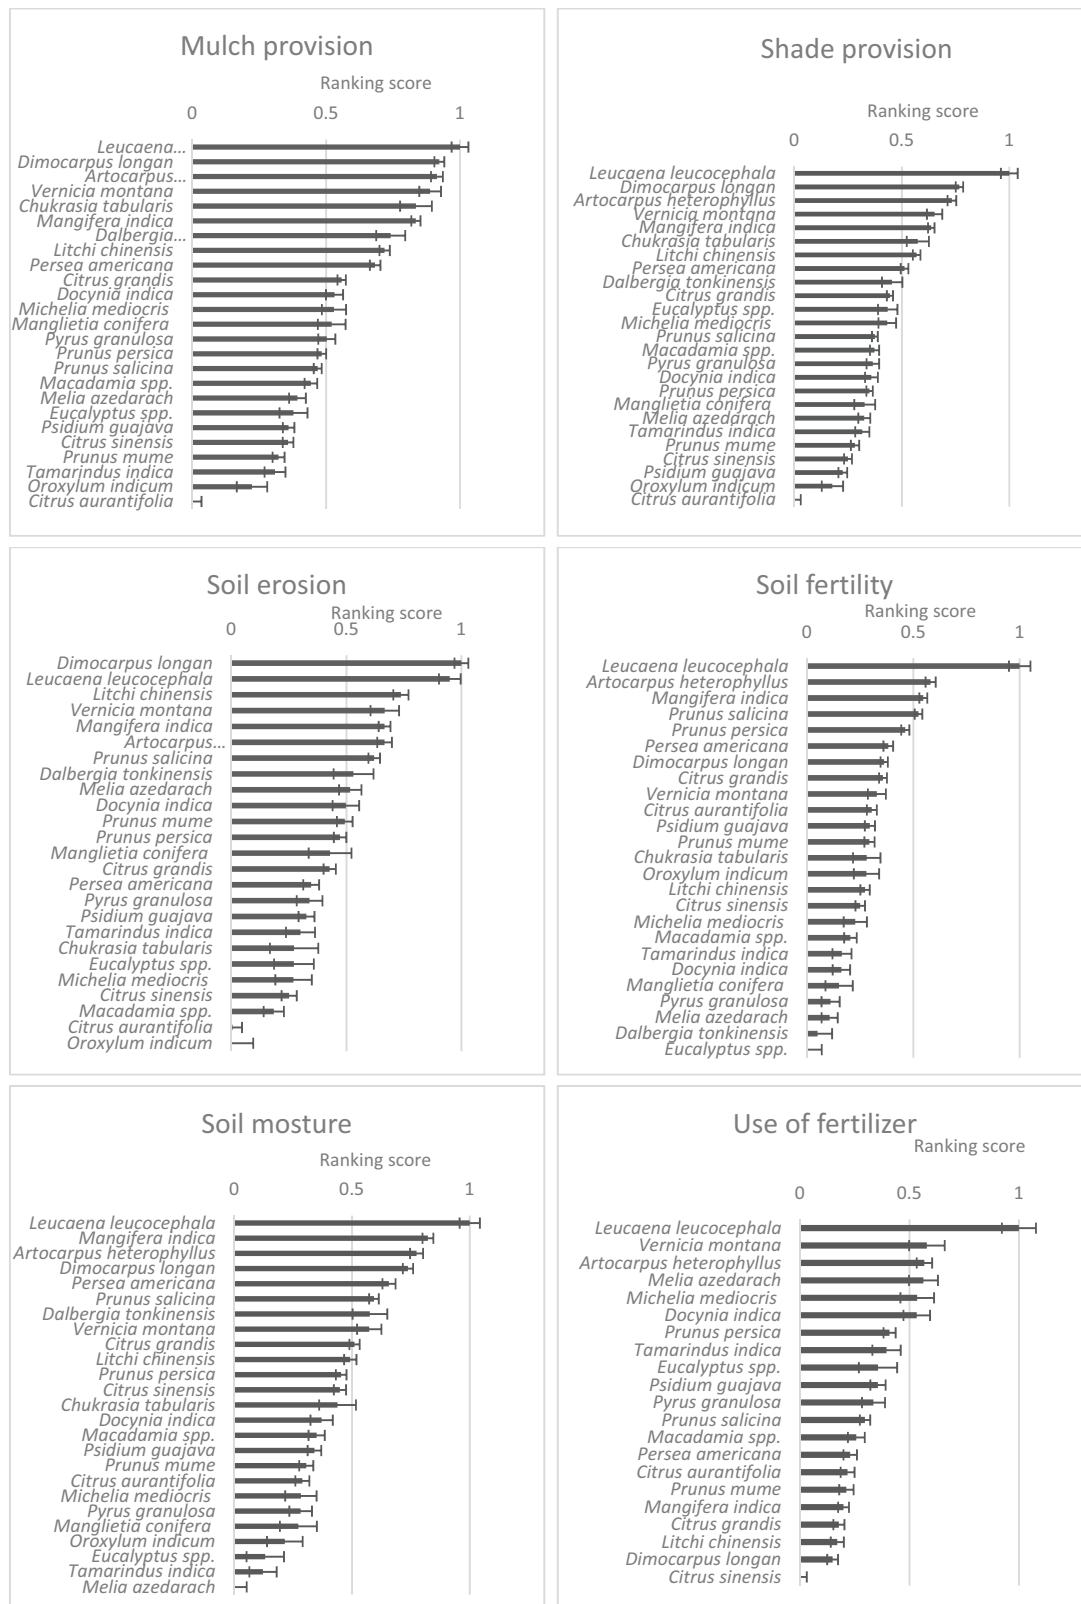 Mulch provision
Ranking score
0 0.5 1
Leucaena...
Dimocarpus longan
Artocarpus...
Vernicia montana
Chukrasia tabularis
Mangifera indica
Dalbergia...
Litchi chinensis
Persea americana
Citrus grandis
Docynia indica
Michelia mediocris
Manglietia conifera
Pyrus granulosa
Prunus persica
Prunus salicina
Macadamia spp.
Melia azedarach
Eucalyptus spp.
Psidium guajava
Citrus sinensis
Prunus mume
Tamarindus indica
Oroxylum indicum
Citrus aurantifolia
Shade provision
Ranking score
0 0.5 1
Leucaena leucocephala
Dimocarpus longan
Artocarpus heterophyllus
Vernicia montana
Mangifera indica
Chukrasia tabularis
Litchi chinensis
Persea americana
Dalbergia tonkinensis
Citrus grandis
Eucalyptus spp.
Michelia mediocris
Prunus salicina
Macadamia spp.
Pyrus granulosa
Docynia indica
Prunus persica
Manglietia conifera
Melia azedarach
Tamarindus indica
Prunus mume
Citrus sinensis
Psidium guajava
Oroxylum indicum
Citrus aurantifolia
Soil erosion
Ranking score
0 0.5 1
Dimocarpus longan
Leucaena leucocephala
Litchi chinensis
Vernicia montana
Mangifera indica
Artocarpus...
Prunus salicina
Dalbergia tonkinensis
Melia azedarach
Docynia indica
Prunus mume
Prunus persica
Manglietia conifera
Citrus grandis
Persea americana
Pyrus granulosa
Psidium guajava
Tamarindus indica
Chukrasia tabularis
Eucalyptus spp.
Michelia mediocris
Citrus sinensis
Macadamia spp.
Citrus aurantifolia
Oroxylum indicum
Soil fertility
Ranking score
0 0.5 1
Leucaena leucocephala
Artocarpus heterophyllus
Mangifera indica
Prunus salicina
Prunus persica
Persea americana
Dimocarpus longan
Citrus grandis
Vernicia montana
Citrus aurantifolia
Psidium guajava
Prunus mume
Chukrasia tabularis
Oroxylum indicum
Litchi chinensis
Citrus sinensis
Michelia mediocris
Macadamia spp.
Tamarindus indica
Docynia indica
Manglietia conifera
Pyrus granulosa
Melia azedarach
Dalbergia tonkinensis
Eucalyptus spp.
Soil mosture
Ranking score
0 0.5 1
Leucaena leucocephala
Mangifera indica
Artocarpus heterophyllus
Dimocarpus longan
Persea americana
Prunus salicina
Dalbergia tonkinensis
Vernicia montana
Citrus grandis
Litchi chinensis
Prunus persica
Citrus sinensis
Chukrasia tabularis
Docynia indica
Macadamia spp.
Psidium guajava
Prunus mume
Citrus aurantifolia
Michelia mediocris
Pyrus granulosa
Manglietia conifera
Oroxylum indicum
Eucalyptus spp.
Tamarindus indica
Melia azedarach
Use of fertilizer
Ranking score
0 0.5 1
Leucaena leucocephala
Vernicia montana
Artocarpus heterophyllus
Melia azedarach
Michelia mediocris
Docynia indica
Prunus persica
Tamarindus indica
Eucalyptus spp.
Psidium guajava
Pyrus granulosa
Prunus salicina
Macadamia spp.
Persea americana
Citrus aurantifolia
Prunus mume
Mangifera indica
Citrus grandis
Litchi chinensis
Dimocarpus longan
Citrus sinensis